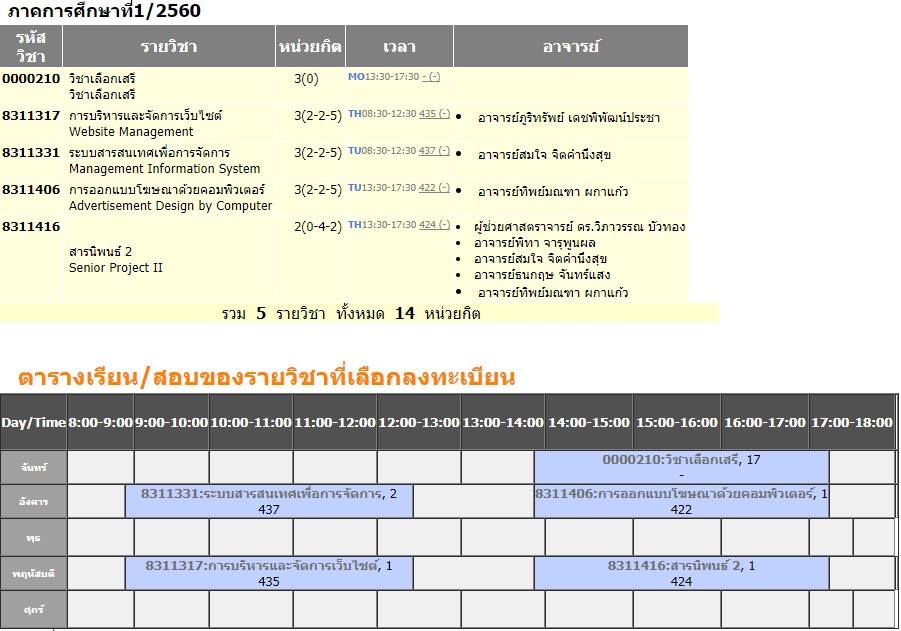 ภาคการศึกษาที่1/2560
รหัส
วิชา
รายวิชา
หน่วยกิต
เวลา
อาจารย์
0000210 วิชาเลือกเสรี 3(0) MO13:30-17:30 - (-)
วิชาเลือกเสรี
8311317 การบริหารและจัดการเว็บไซต์ 3(2-2-5) TH08:30-12:30 435 (-) • อาจารย์ภูริทรัพย์ เดชพิพัฒน์ประชา
Website Management
8311331 ระบบสารสนเทศเพื่อการจัดการ 3(2-2-5) TU08:30-12:30 437 (-) • อาจารย์สมใจ จิตคำนึงสุข
Management Information System
8311406 การออกแบบโฆษณาด้วยคอมพิวเตอร์ 3(2-2-5) TU13:30-17:30 422 (-) • อาจารย์ทิพย์มณฑา ผกาแก้ว
Advertisement Design by Computer
8311416 2(0-4-2) TH13:30-17:30 424 (-) • ผู้ช่วยศาสตราจารย์ ดร.วิภาวรรณ บัวทอง
• อาจารย์พิทา จารุพูนผล
สารนิพนธ์ 2 • อาจารย์สมใจ จิตคำนึงสุข
Senior Project II • อาจารย์ธนกฤษ จันทร์แสง
• อาจารย์ทิพย์มณฑา ผกาแก้ว
รวม 5 รายวิชา ทั้งหมด 14 หน่วยกิต
ตารางเรียน/สอบของรายวิชาที่เลือกลงทะเบียน
Day/Time 8:00-9:00 9:00-10:00 10:00-11:00 11:00-12:00 12:00-13:00 13:00-14:00 14:00-15:00 15:00-16:00 16:00-17:00 17:00-18:00
จันทร์ 0000210:วิชาเลือกเสรี, 17
-
อังคาร 8311331:ระบบสารสนเทศเพื่อการจัดการ, 2 8311406:การออกแบบโฆษณาด้วยคอมพิวเตอร์, 1
437 422
พุธ
พฤหัสบดี 8311317:การบริหารและจัดการเว็บไซต์, 1 8311416:สารนิพนธ์ 2, 1
435 424
ศุกร์